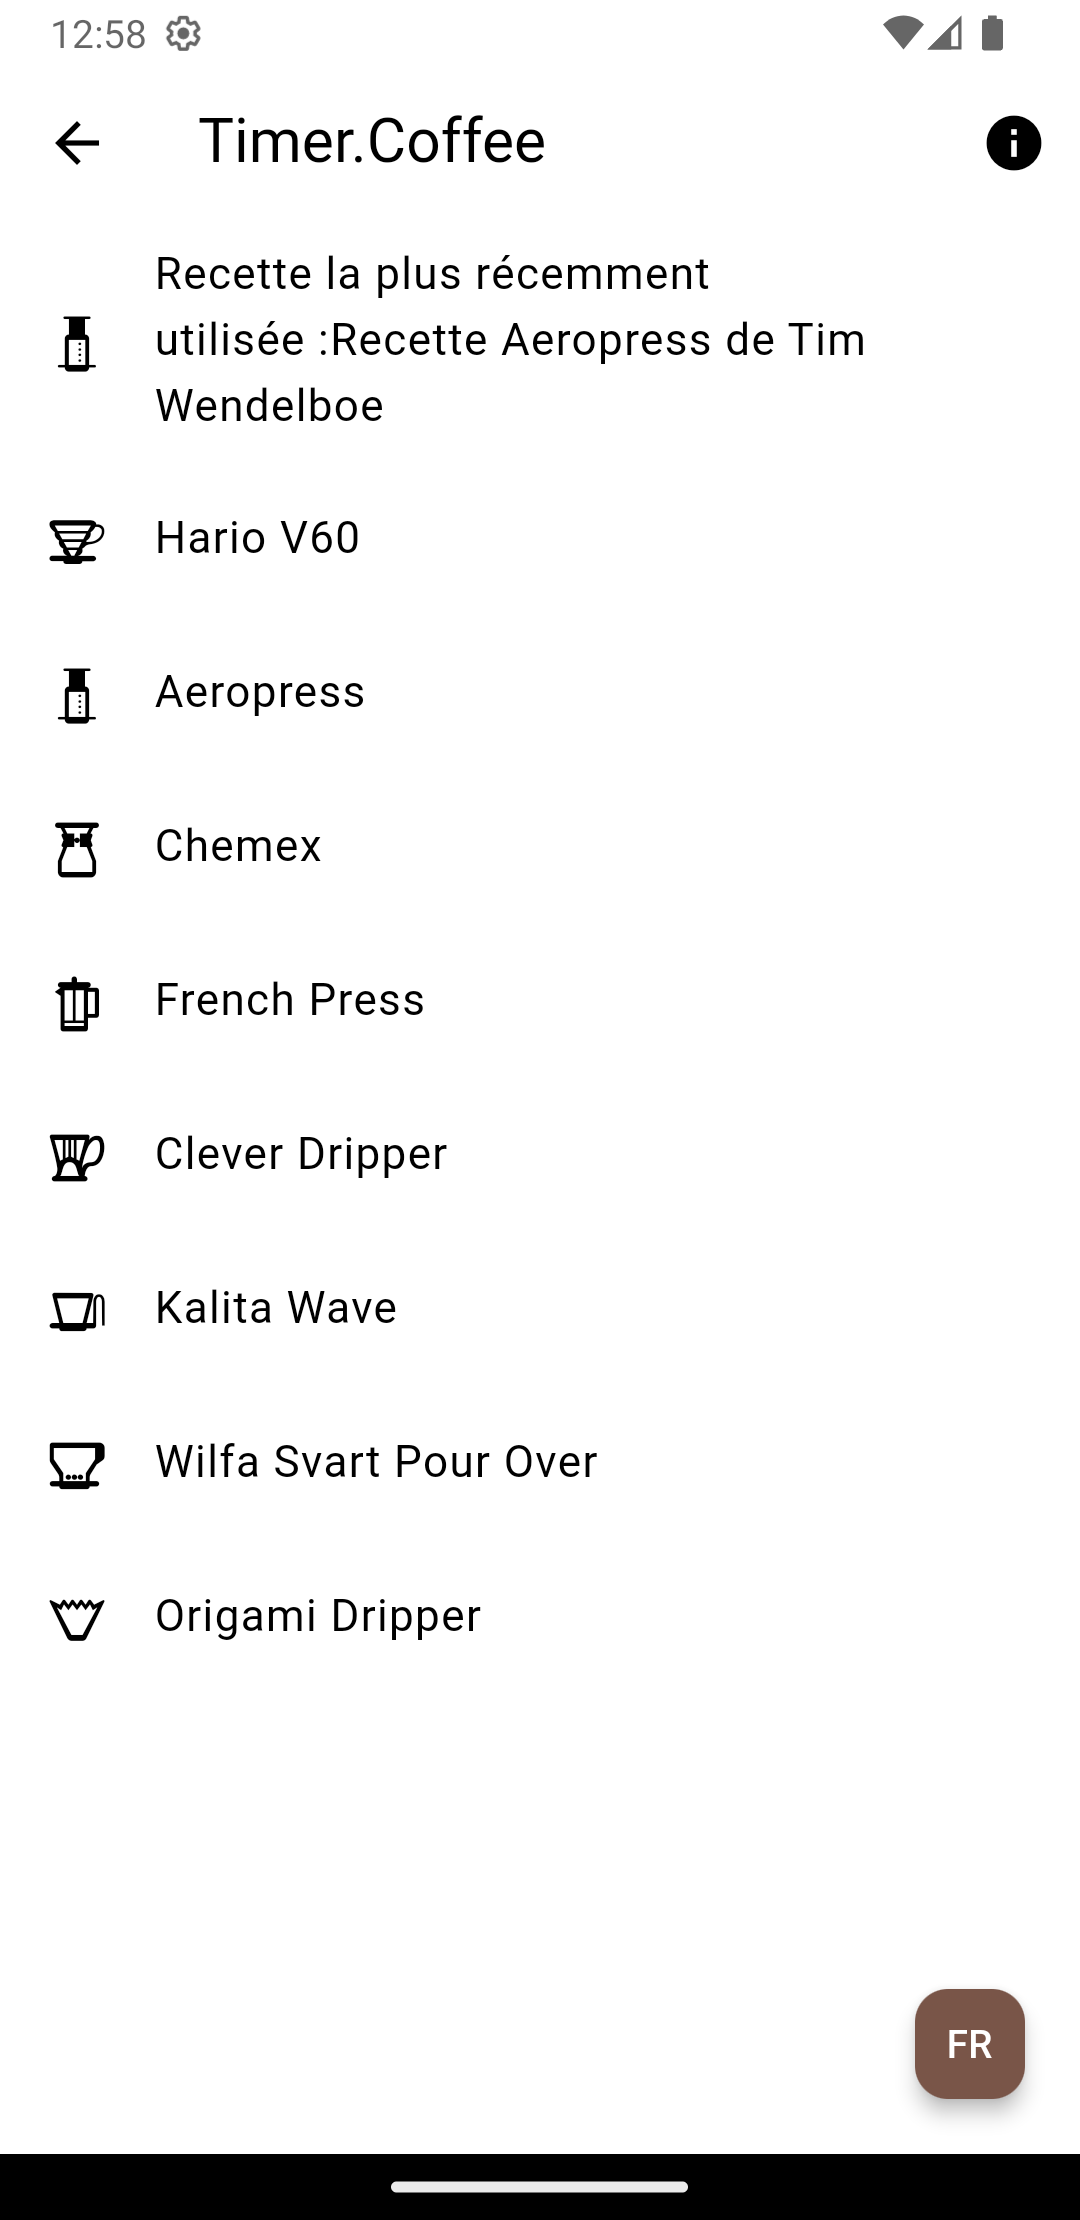 12:58
Timer.Coffee
Recette la plus récemment
utilisée :Recette Aeropress de Tim
Wendelboe
Hario V60
Aeropress
Chemex
French Press
Clever Dripper
Kalita Wave
Wilfa Svart Pour Over
Origami Dripper
FR